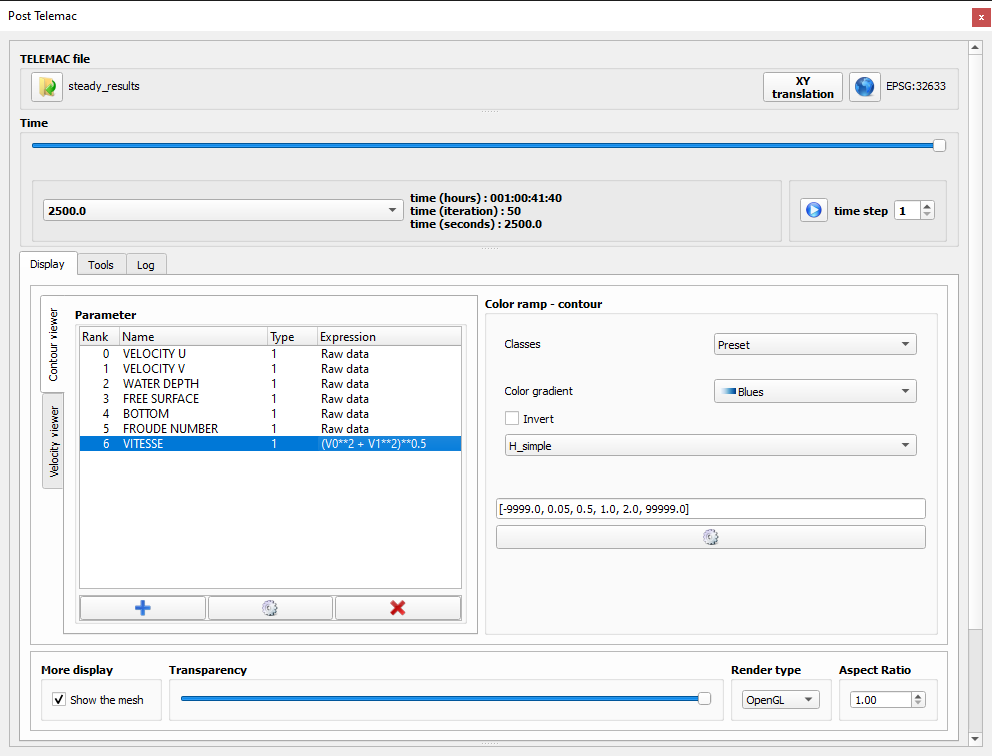 Post Telemac
x
TELEMAC file
steady_results
XY
translation
EPSG:32633
Time
2500.0
time (hours) : 001:00:41:40
time (iteration) : 50
time (seconds) : 2500.0
time step
1
Display
Tools
Log
Contour viewer
Velocity viewer
Parameter
Rank Name Type Expression
0 VELOCITY U 1 Raw data
1 VELOCITY V 1 Raw data
2 WATER DEPTH 1 Raw data
3 FREE SURFACE 1 Raw data
4 BOTTOM 1 Raw data
5 FROUDE NUMBER 1 Raw data
6 VITESSE 1 (V0**2 + V1**2)**0.5
Color ramp - contour
Classes
Preset
Color gradient
Blues
Invert
H_simple
[-9999.0, 0.05, 0.5, 1.0, 2.0, 99999.0]
More display
Show the mesh
Transparency
Render type
OpenGL
Aspect Ratio
1.00